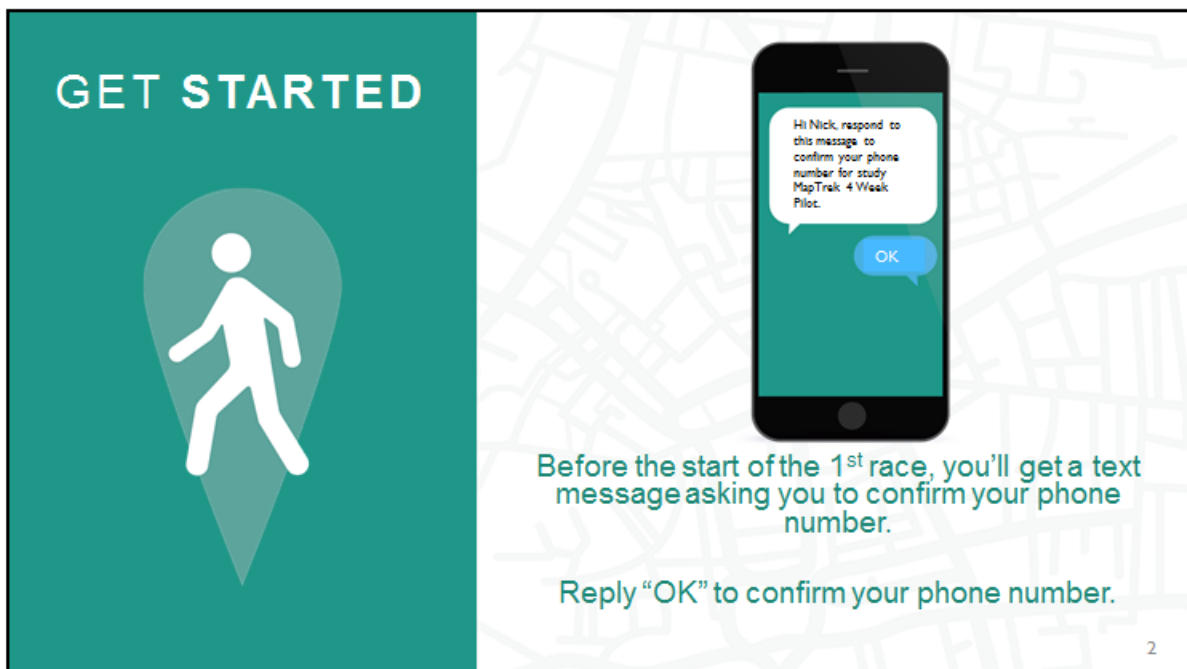 GET STARTED
Hi Nick, respond to
this message to
confirm your phone
number for study
MapTrek 4 Week
Pilot.
OK
Before the start of the 1st race, you'll get a text
message asking you to confirm your phone
number.
Reply “OK” to confirm your phone number.
2